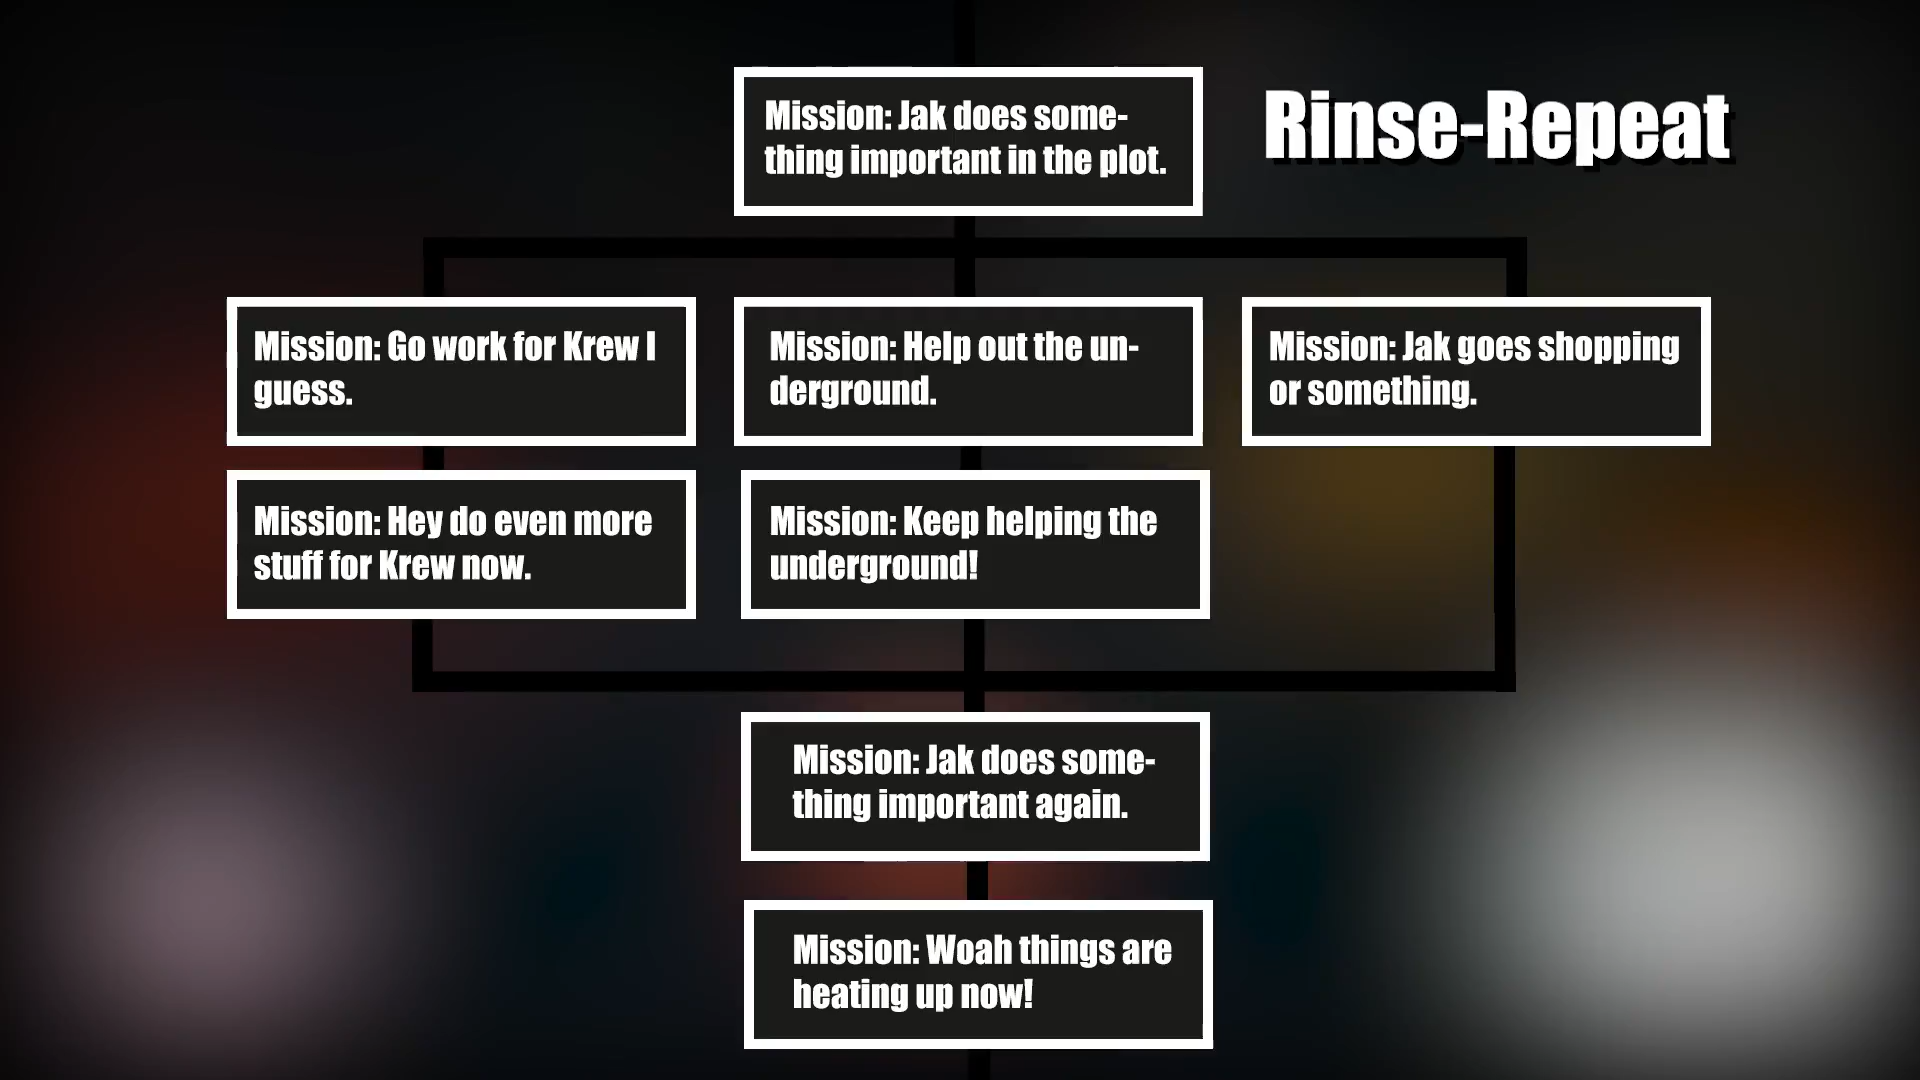 Rinse-Repeat
Mission: Jak does some-
thing important in the plot.
Mission: Go work for Krew I
guess.
Mission: Help out the un-
derground.
Mission: Jak goes shopping
or something.
Mission: Hey do even more
stuff for Krew now.
Mission: Keep helping the
underground!
Mission: Jak does some-
thing important again.
Mission: Woah things are
heating up now!